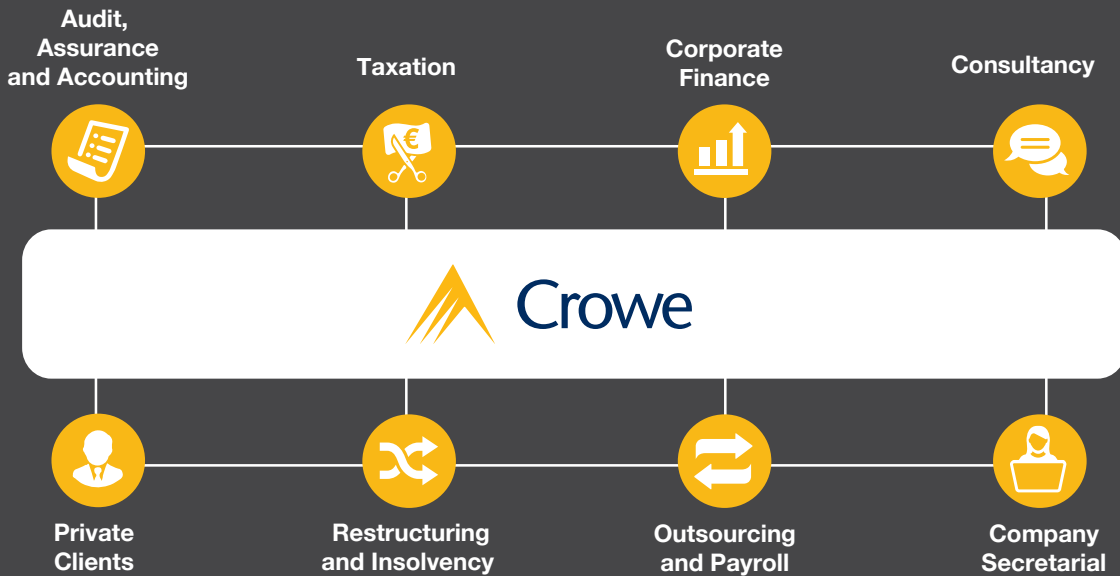 Audit,
Assurance
and Accounting
Taxation
Corporate
Finance
Consultancy
€
Crowe
Private
Clients
Restructuring
and Insolvency
Outsourcing
and Payroll
Company
Secretarial